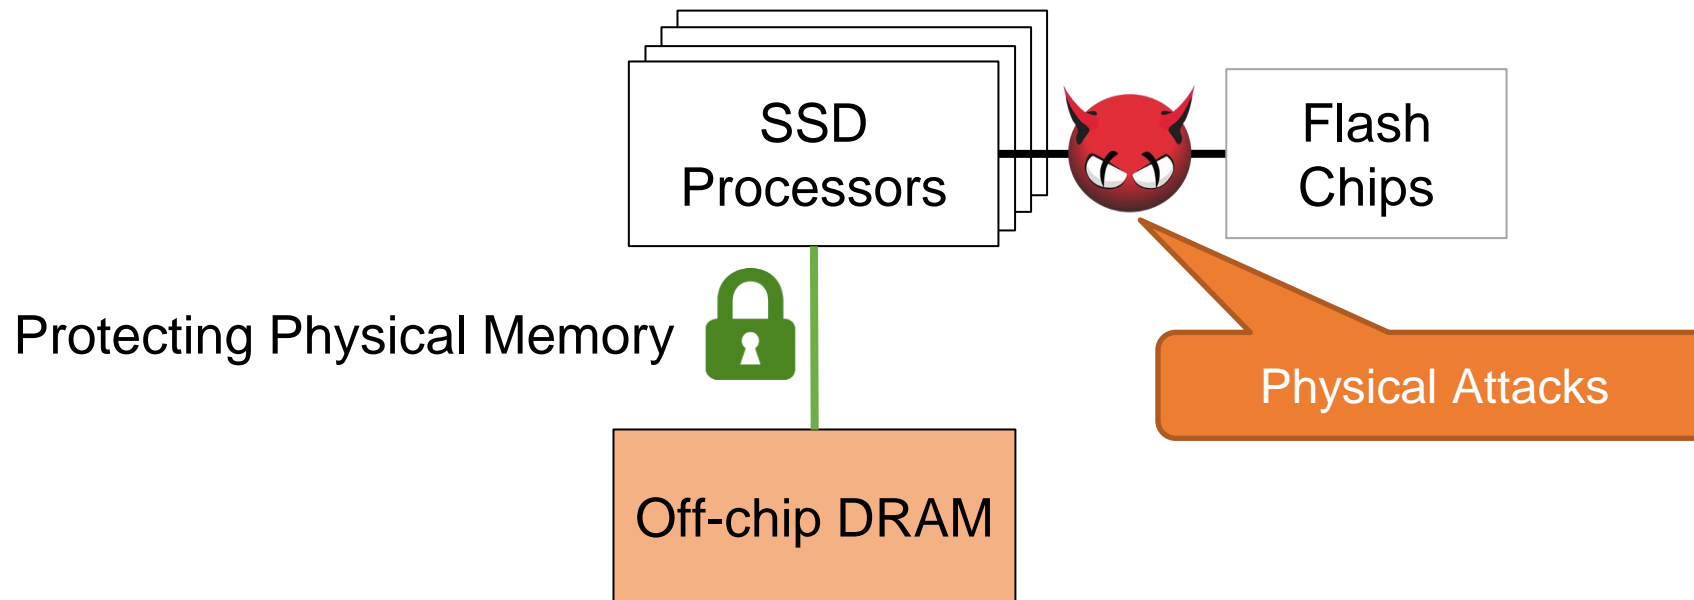 SSD
Processors
Flash
Chips
Protecting Physical Memory
Physical Attacks
Off-chip DRAM